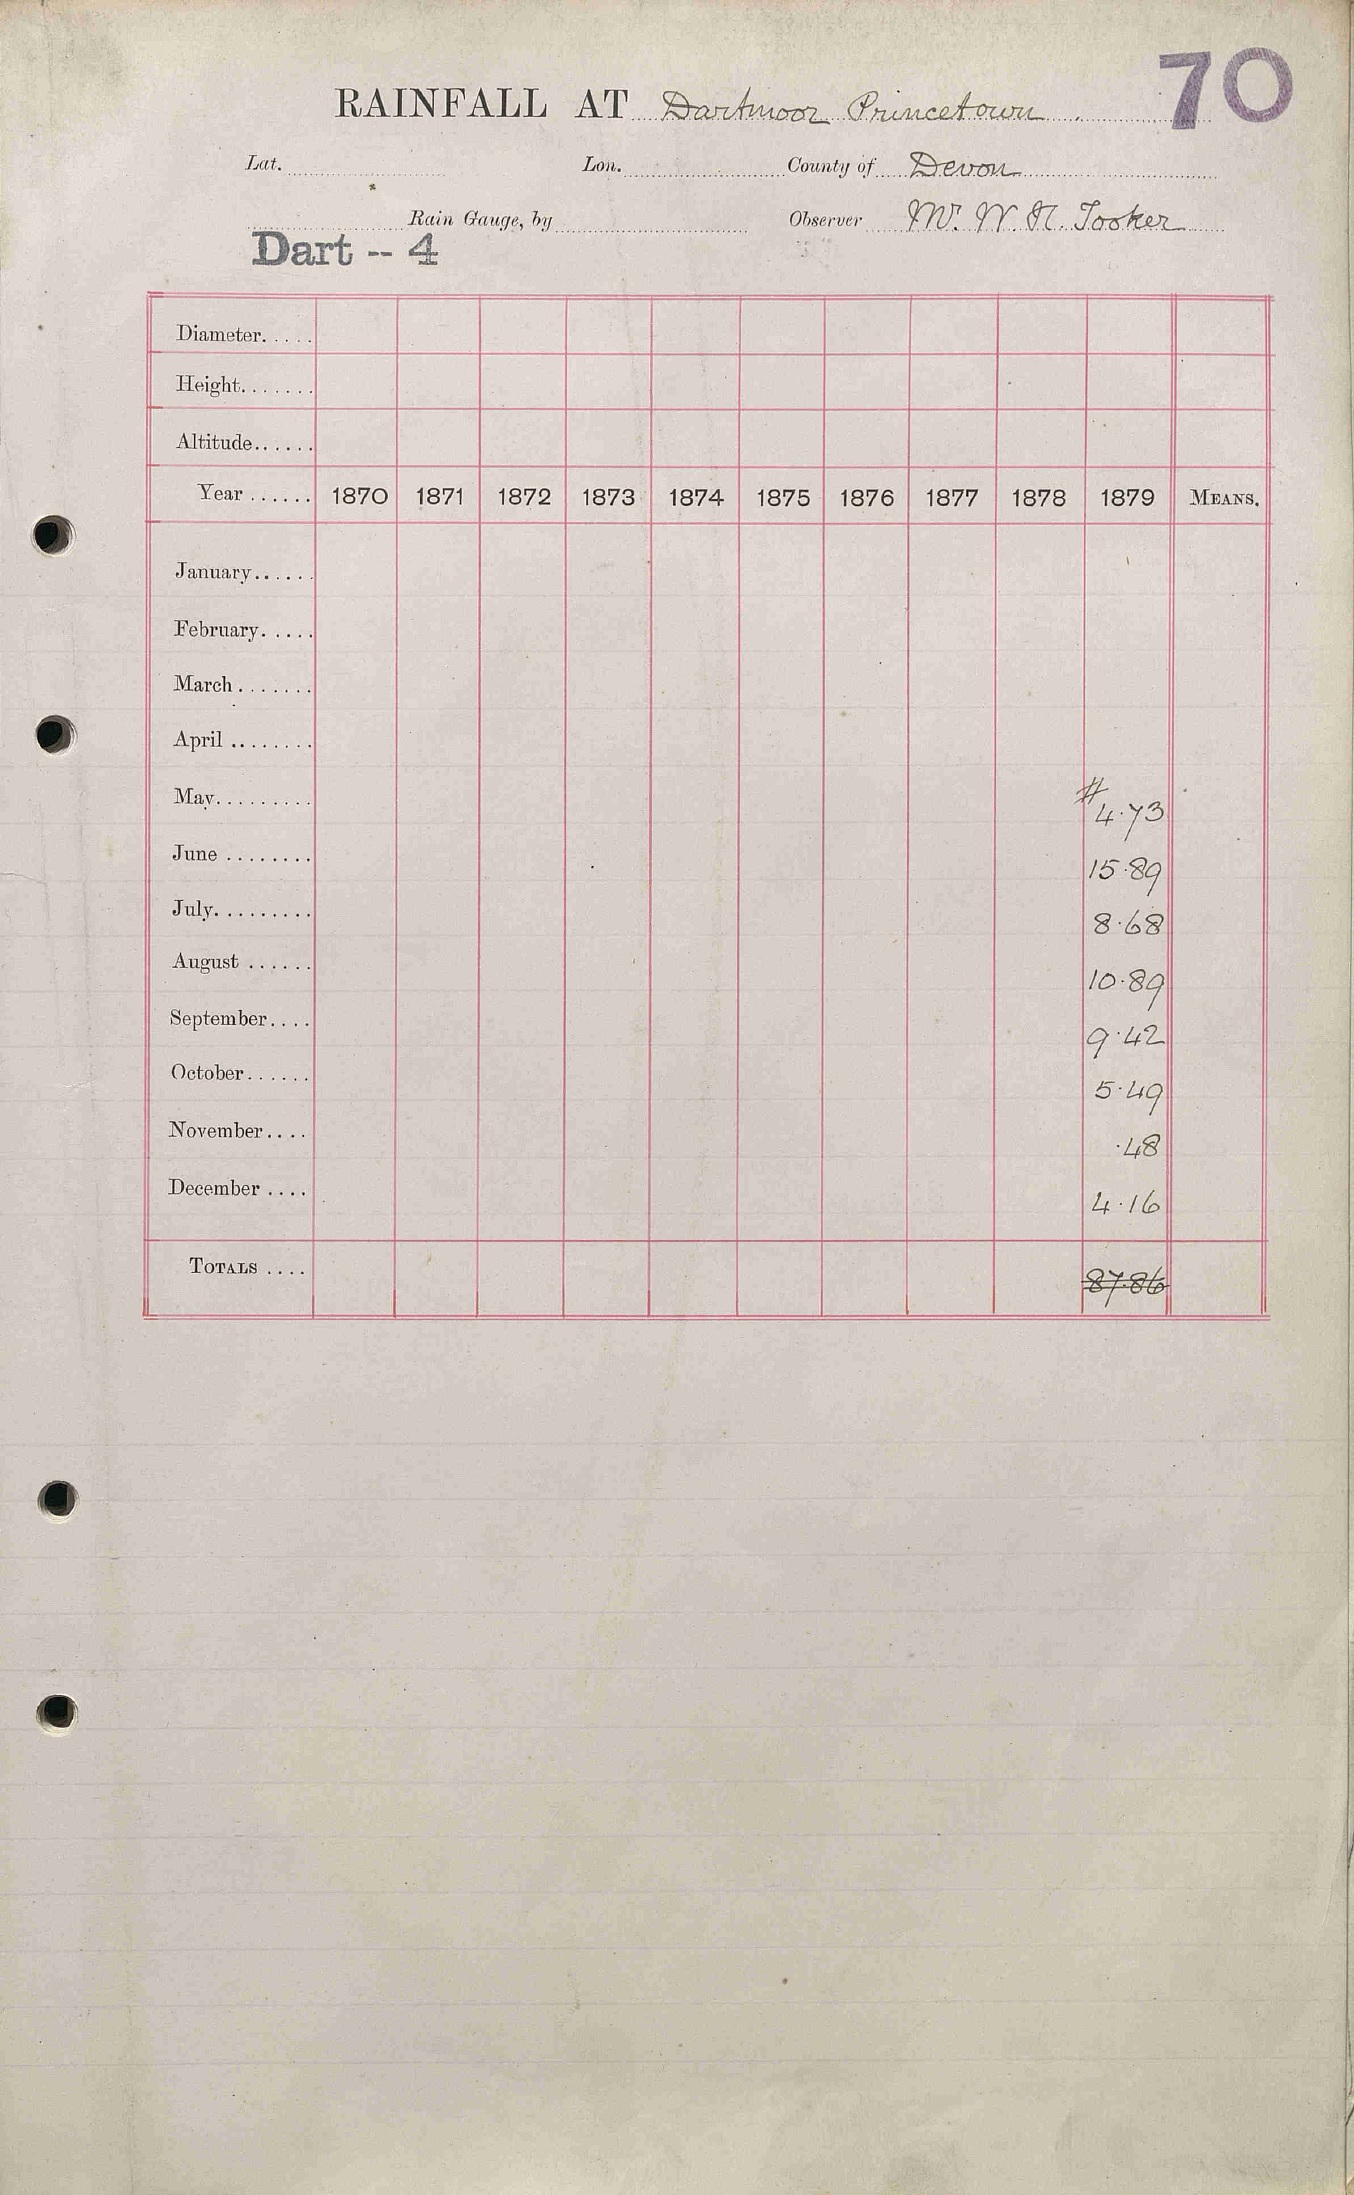 70
RAINFALL AT Dartmoor Princetown
Lat. Lon. County of Devon
Rain Gauge, by Observer Mr. W. R. Tooker
Dart -- 4
Diameter.....
Height.......
Altitude......
Year ...... 1870 1871 1872 1873 1874 1875 1876 1877 1878 1879 MEANS.
January......
February.....
March .......
April ........
May......... # 4.73
June ........ 15.89
July......... 8.68
August ...... 10.89
September.... 9.42
October...... 5.49
November.... .48
December .... 4.16
TOTALS .... 87.86